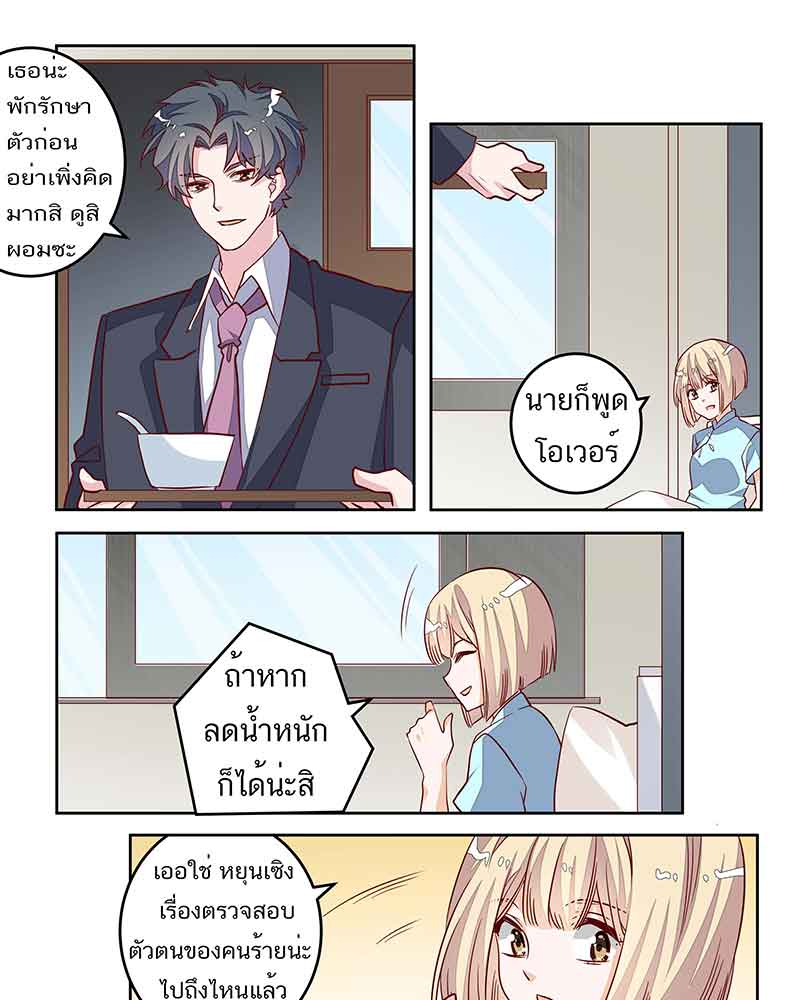 เธอน่ะ
พักรักษา
ตัวก่อน
อย่าเพิ่งคิด
มากสิ ดูสิ
ผอมซะ
นายก็พูด
โอเวอร์
ถ้าหาก
ลดน้ำหนัก
ก็ได้น่ะสิ
เออใช่ หยุนเซิง
เรื่องตรวจสอบ
ตัวตนของคนร้ายน่ะ
ไปถึงไหนแล้ว